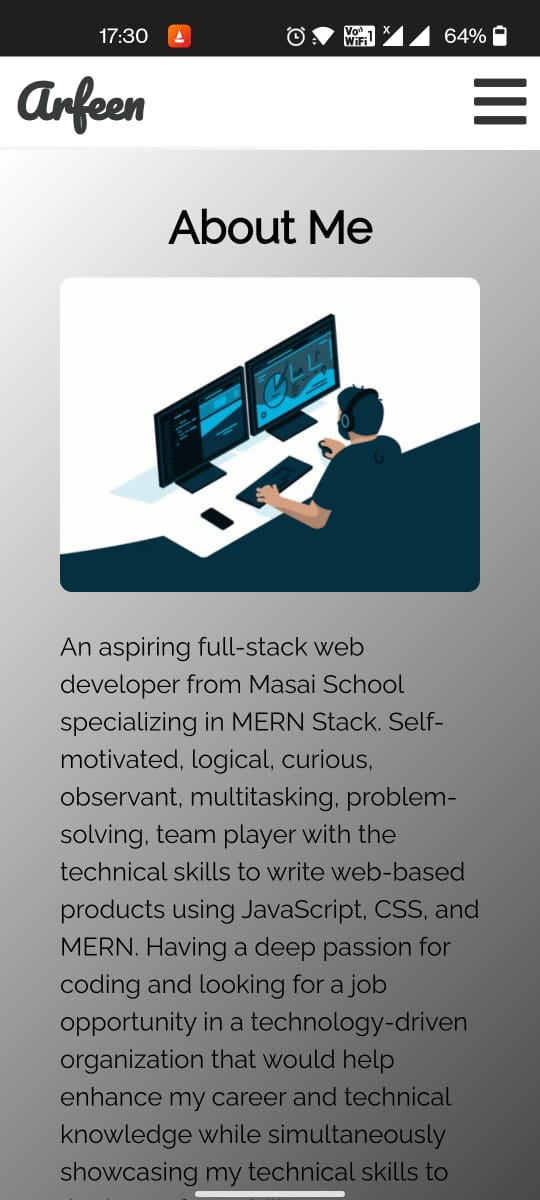 17:30
Vo))
WiFi 1
X
64%
Arfeen
About Me
An aspiring full-stack web
developer from Masai School
specializing in MERN Stack. Self-
motivated, logical, curious,
observant, multitasking, problem-
solving, team player with the
technical skills to write web-based
products using JavaScript, CSS, and
MERN. Having a deep passion for
coding and looking for a job
opportunity in a technology-driven
organization that would help
enhance my career and technical
knowledge while simultaneously
showcasing my technical skills to